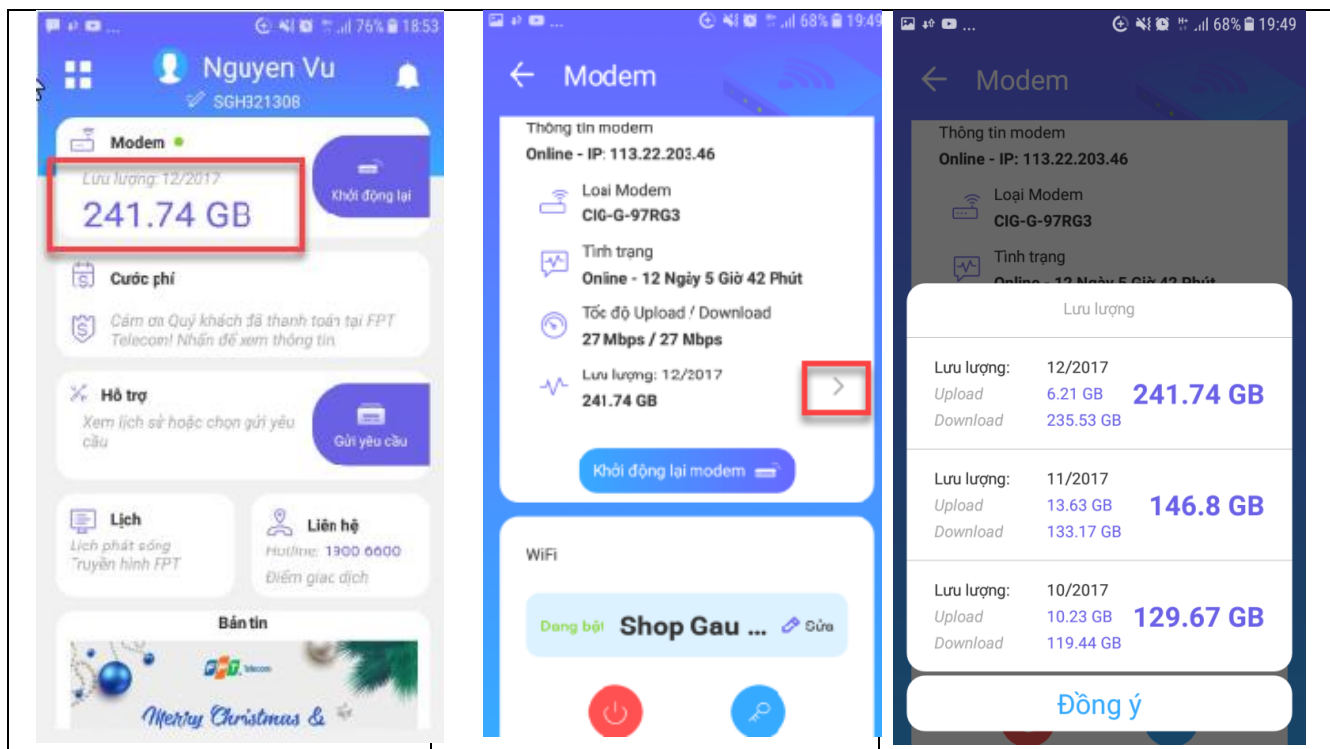 ... 76% 18:53
Nguyen Vu
SGH321308
Modem
Lưu lượng: 12/2017
241.74 GB
Khởi động lại
Cước phí
Cám ơn Quý khách đã thanh toán tại FPT
Telecom! Nhấn để xem thông tin
Hỗ trợ
Xem lịch sử hoặc chọn gửi yêu
cầu
Gửi yêu cầu
Lịch
Lịch phát sóng
Truyền hình FPT
Liên hệ
Hotline: 1900 6600
Điểm giao dịch
Bản tin
FPT Telecom
Merry Christmas &
... 68% 19:49
Modem
Thông tin modem
Online - IP: 113.22.203.46
Loại Modem
CIG-G-97RG3
Tình trạng
Online - 12 Ngày 5 Giờ 42 Phút
Tốc độ Upload / Download
27 Mbps / 27 Mbps
Lưu lượng: 12/2017
241.74 GB
Khởi động lại modem
WiFi
Đang bật Shop Gau ... Sửa
... 68% 19:49
Modem
Thông tin modem
Online - IP: 113.22.203.46
Loại Modem
CIG-G-97RG3
Tình trạng
Online - 12 Ngày 5 Giờ 42 Phút
Lưu lượng
Lưu lượng: 12/2017
Upload 6.21 GB 241.74 GB
Download 235.53 GB
Lưu lượng: 11/2017
Upload 13.63 GB 146.8 GB
Download 133.17 GB
Lưu lượng: 10/2017
Upload 10.23 GB 129.67 GB
Download 119.44 GB
Đồng ý